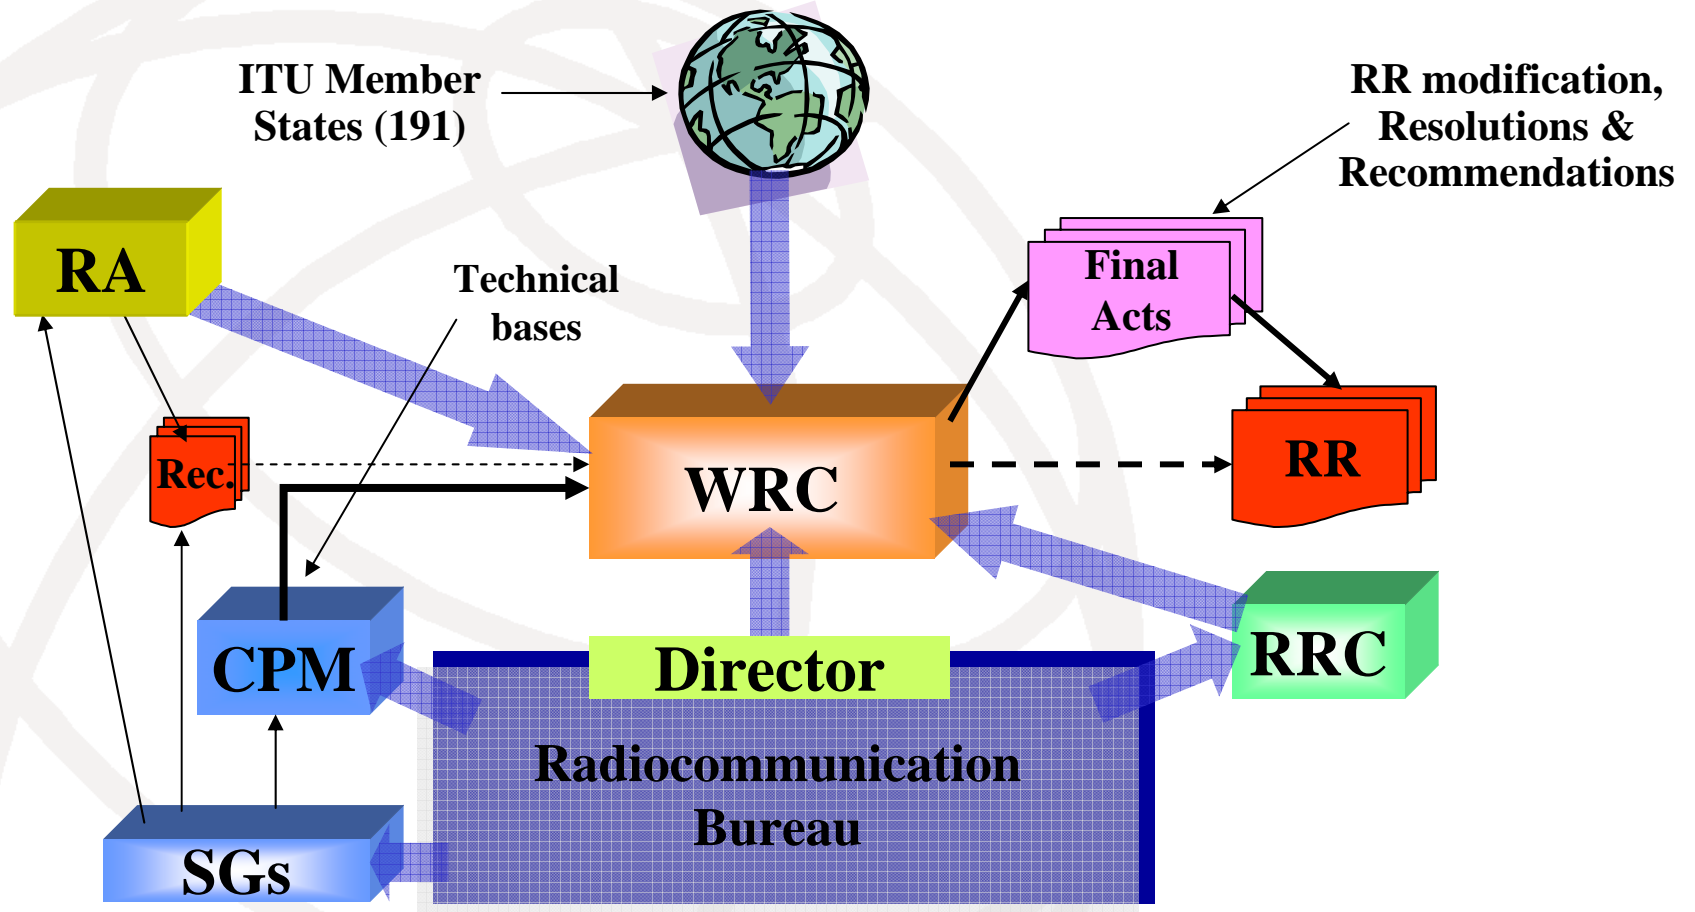 ITU Member
States (191)
RR modification,
Resolutions &
Recommendations
RA
Technical
bases
Final
Acts
Rec.
WRC
RR
CPM
Director
RRC
Radiocommunication
Bureau
SGs